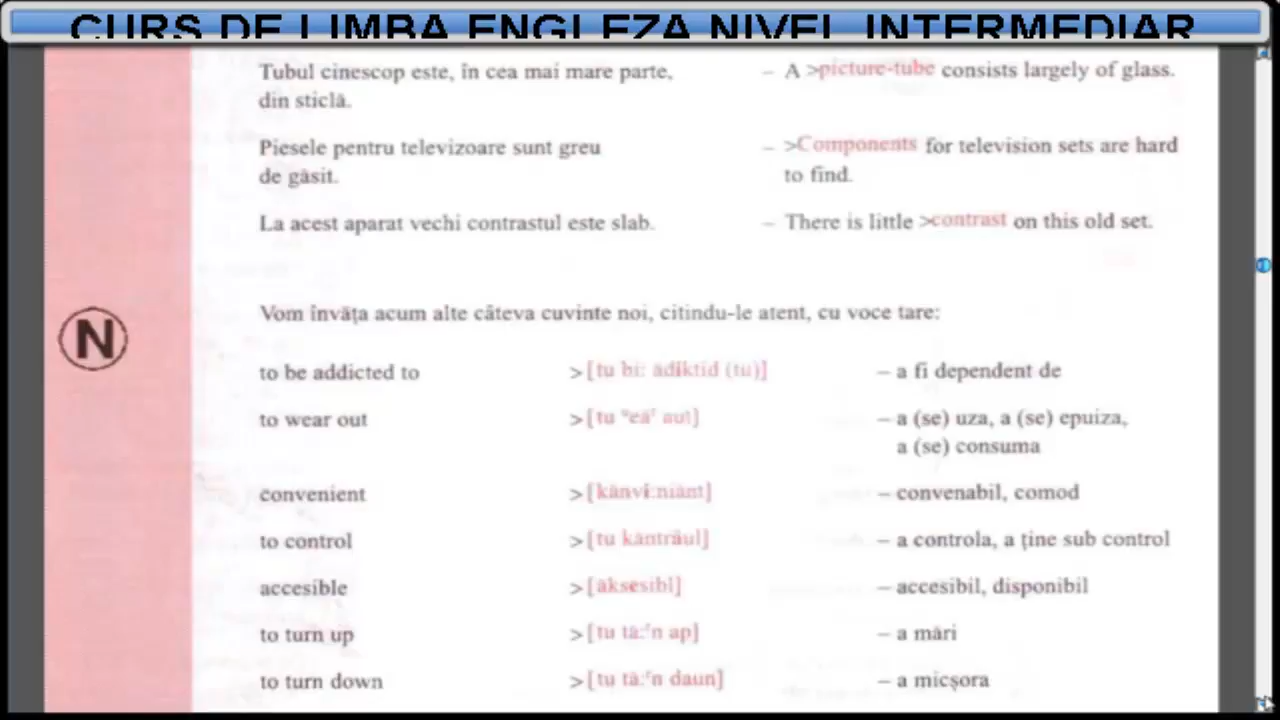 CURS DE LIMBA ENGLEZA NIVEL INTERMEDIAR
Tubul cinescop este, în cea mai mare parte, – A >picture-tube consists largely of glass.
din sticlă.
Piesele pentru televizoare sunt greu – >Components for television sets are hard
de găsit. to find.
La acest aparat vechi contrastul este slab. – There is little >contrast on this old set.
N
Vom învăța acum alte câteva cuvinte noi, citindu-le atent, cu voce tare:
to be addicted to >[tu bi: ădiktid (tu)] – a fi dependent de
to wear out >[tu ᵘeăʳ aut] – a (se) uza, a (se) epuiza,
a (se) consuma
convenient >[kănvi:niănt] – convenabil, comod
to control >[tu kăntrăul] – a controla, a ține sub control
accesible >[ăksesibl] – accesibil, disponibil
to turn up >[tu tă:ʳn ap] – a mări
to turn down >[tu tă:ʳn daun] – a micșora